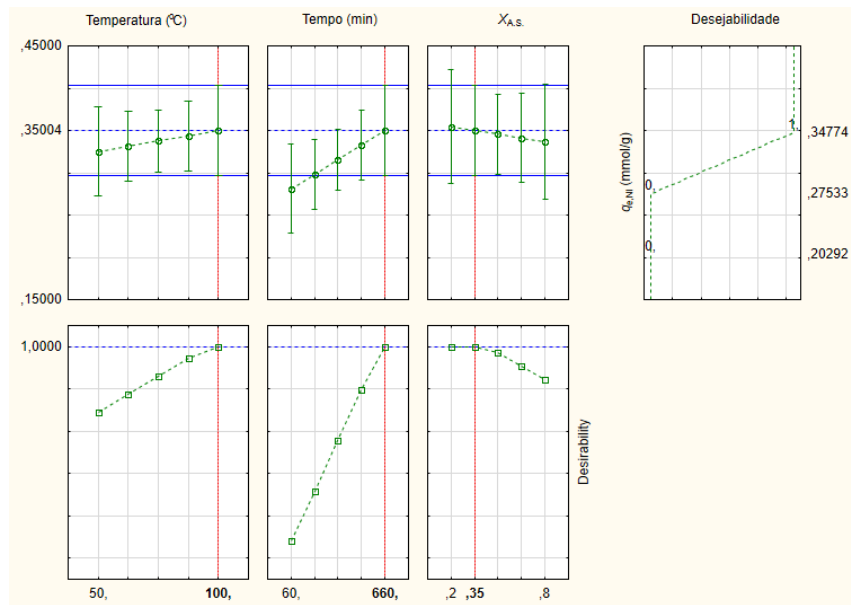 Temperatura (ºC)
Tempo (min)
XA.S.
Desejabilidade
,45000
,35004
,15000
1,
0,
0,
qe,Ni (mmol/g)
,34774
,27533
,20292
1,0000
Desirability
50,
100,
60,
660,
,2
,35
,8